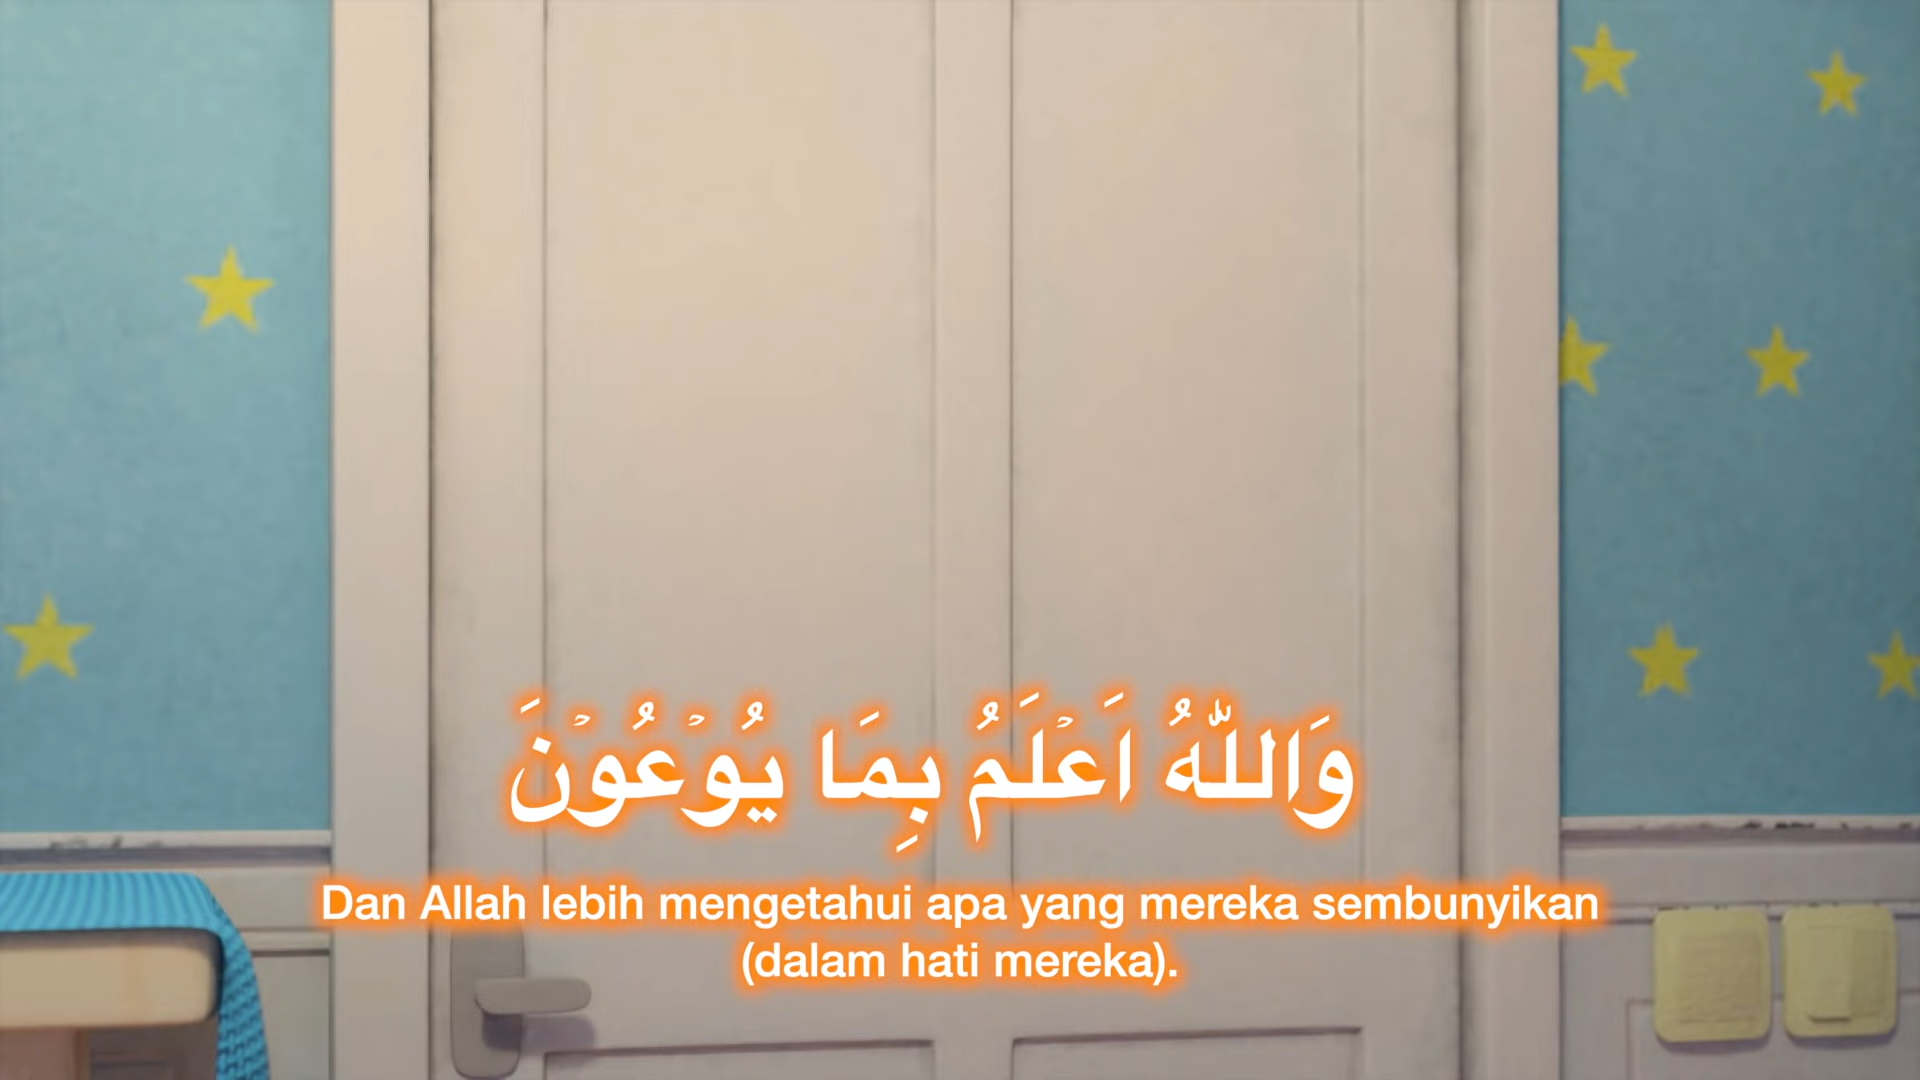 وَاللّٰهُ اَعْلَمُ بِمَا يُوْعُوْنَ
Dan Allah lebih mengetahui apa yang mereka sembunyikan
(dalam hati mereka).